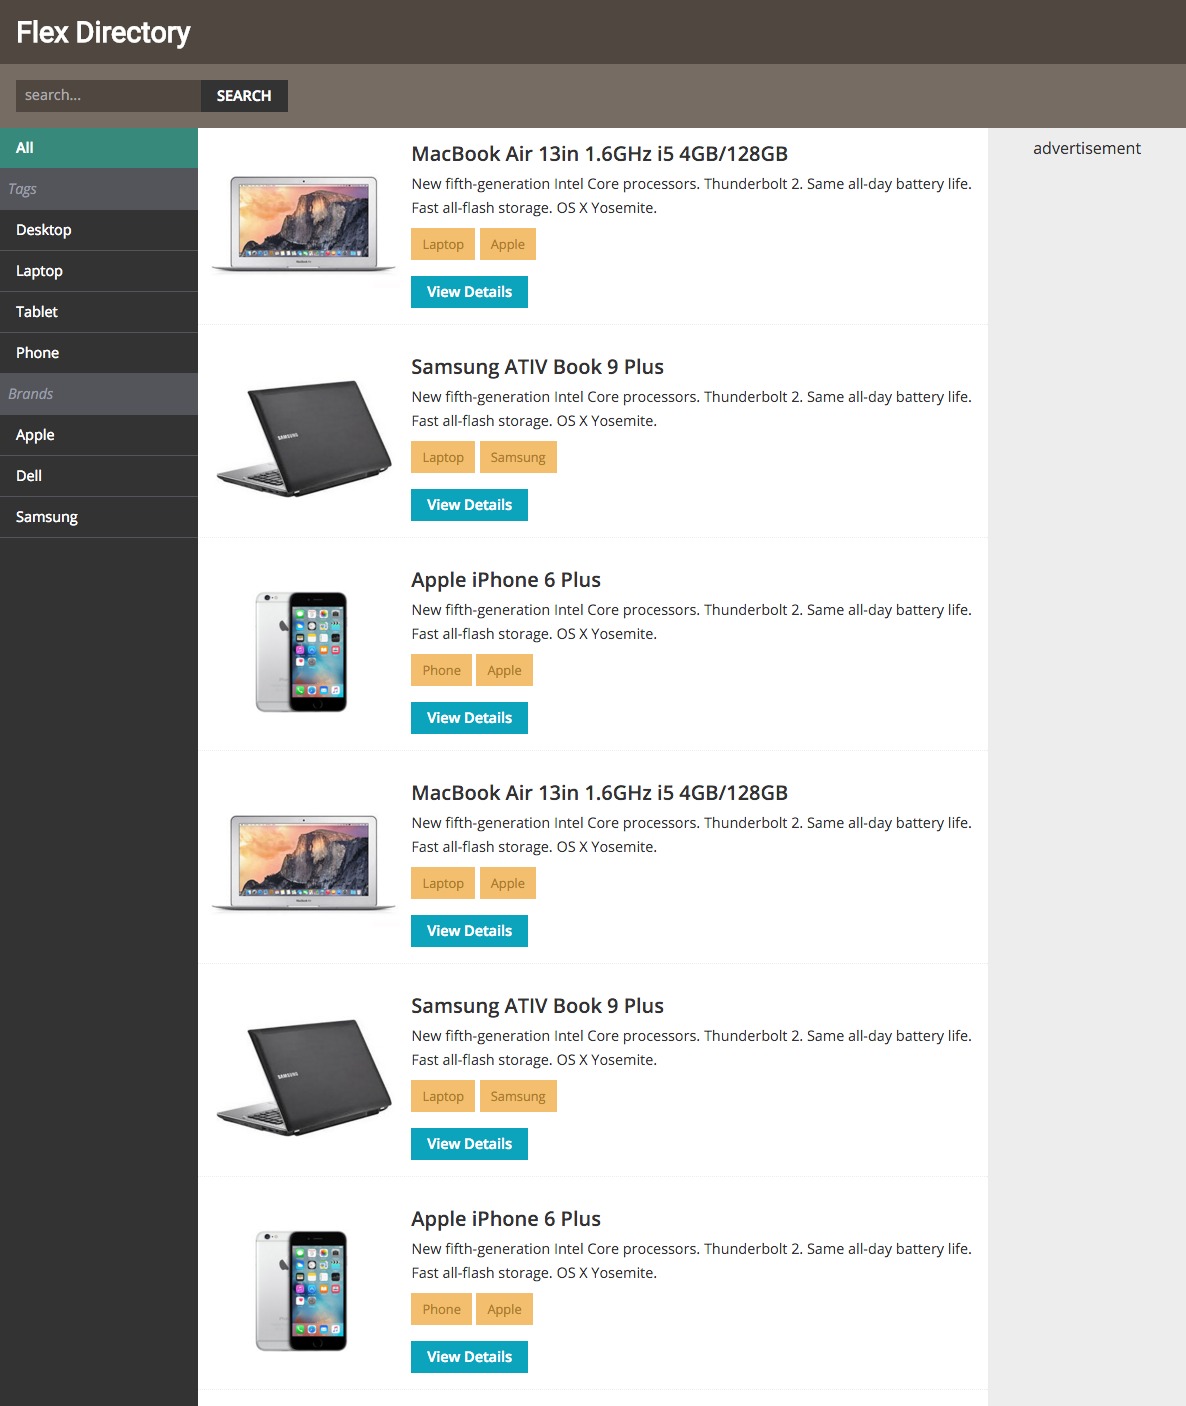 Flex Directory
search...
SEARCH
All
Tags
Desktop
Laptop
Tablet
Phone
Brands
Apple
Dell
Samsung
MacBook Air 13in 1.6GHz i5 4GB/128GB
New fifth-generation Intel Core processors. Thunderbolt 2. Same all-day battery life.
Fast all-flash storage. OS X Yosemite.
Laptop Apple
View Details
SAMSUNG
Samsung ATIV Book 9 Plus
New fifth-generation Intel Core processors. Thunderbolt 2. Same all-day battery life.
Fast all-flash storage. OS X Yosemite.
Laptop Samsung
View Details
Apple iPhone 6 Plus
New fifth-generation Intel Core processors. Thunderbolt 2. Same all-day battery life.
Fast all-flash storage. OS X Yosemite.
Phone Apple
View Details
MacBook Air 13in 1.6GHz i5 4GB/128GB
New fifth-generation Intel Core processors. Thunderbolt 2. Same all-day battery life.
Fast all-flash storage. OS X Yosemite.
Laptop Apple
View Details
SAMSUNG
Samsung ATIV Book 9 Plus
New fifth-generation Intel Core processors. Thunderbolt 2. Same all-day battery life.
Fast all-flash storage. OS X Yosemite.
Laptop Samsung
View Details
Apple iPhone 6 Plus
New fifth-generation Intel Core processors. Thunderbolt 2. Same all-day battery life.
Fast all-flash storage. OS X Yosemite.
Phone Apple
View Details
advertisement